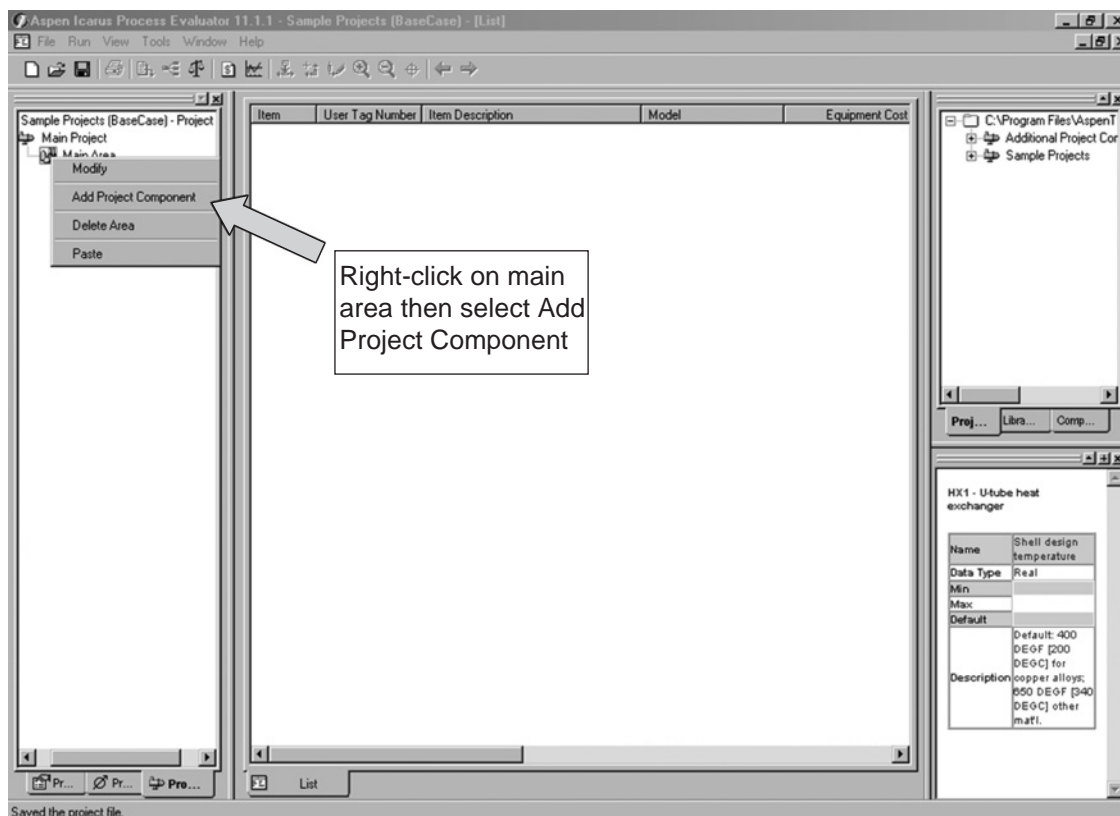 Aspen Icarus Process Evaluator 11.1.1 - Sample Projects (BaseCase) - [List]
File Run View Tools Window Help
Sample Projects (BaseCase) - Project
Main Project
Main Area
Modify
Add Project Component
Delete Area
Paste
Item User Tag Number Item Description Model Equipment Cost
Right-click on main
area then select Add
Project Component
C:\Program Files\AspenT
Additional Project Cor
Sample Projects
Proj... Libra... Comp...
HX1 - U-tube heat
exchanger
Name Shell design
temperature
Data Type Real
Min
Max
Default
Description Default: 400
DEGF [200
DEGC] for
copper alloys;
650 DEGF [340
DEGC] other
mat'l.
Pr... Pr... Pro...
List
Saved the project file.